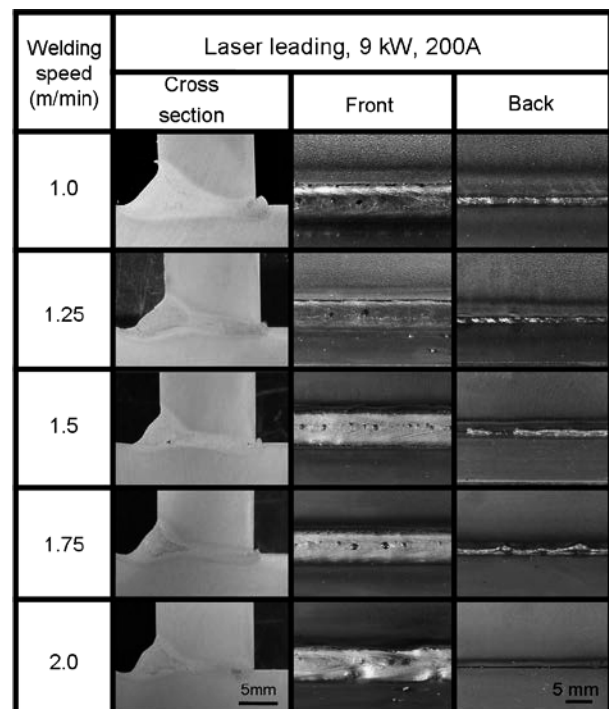 Welding
speed
(m/min)
Laser leading, 9 kW, 200A
Cross
section
Front
Back
1.0
1.25
1.5
1.75
2.0
5mm
5 mm